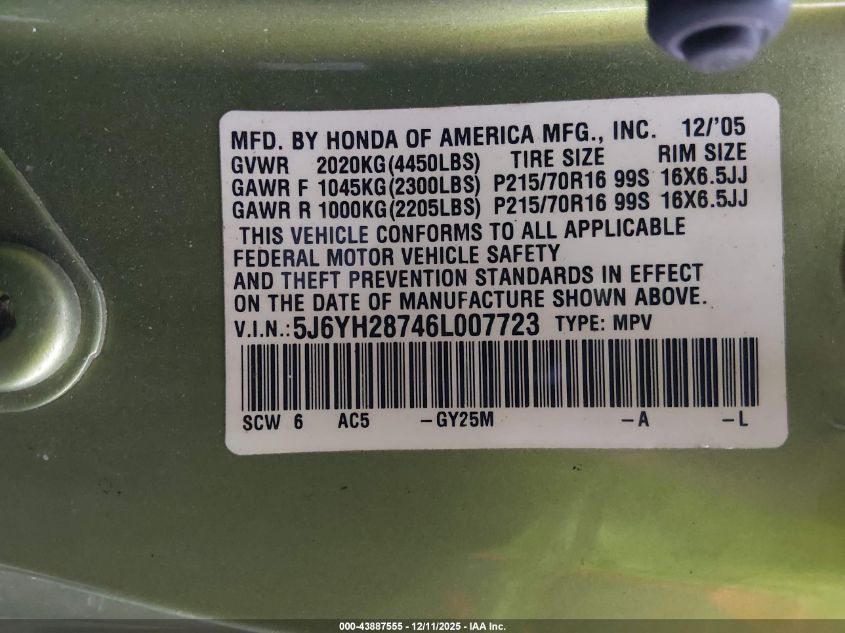 MFD. BY HONDA OF AMERICA MFG., INC. 12/'05
GVWR 2020KG(4450LBS) TIRE SIZE RIM SIZE
GAWR F 1045KG(2300LBS) P215/70R16 99S 16X6.5JJ
GAWR R 1000KG(2205LBS) P215/70R16 99S 16X6.5JJ
THIS VEHICLE CONFORMS TO ALL APPLICABLE
FEDERAL MOTOR VEHICLE SAFETY
AND THEFT PREVENTION STANDARDS IN EFFECT
ON THE DATE OF MANUFACTURE SHOWN ABOVE.
V.I.N.:5J6YH28746L007723 TYPE: MPV
SCW 6 AC5 -GY25M -A -L
000-43887555 - 12/11/2025 - IAA Inc.